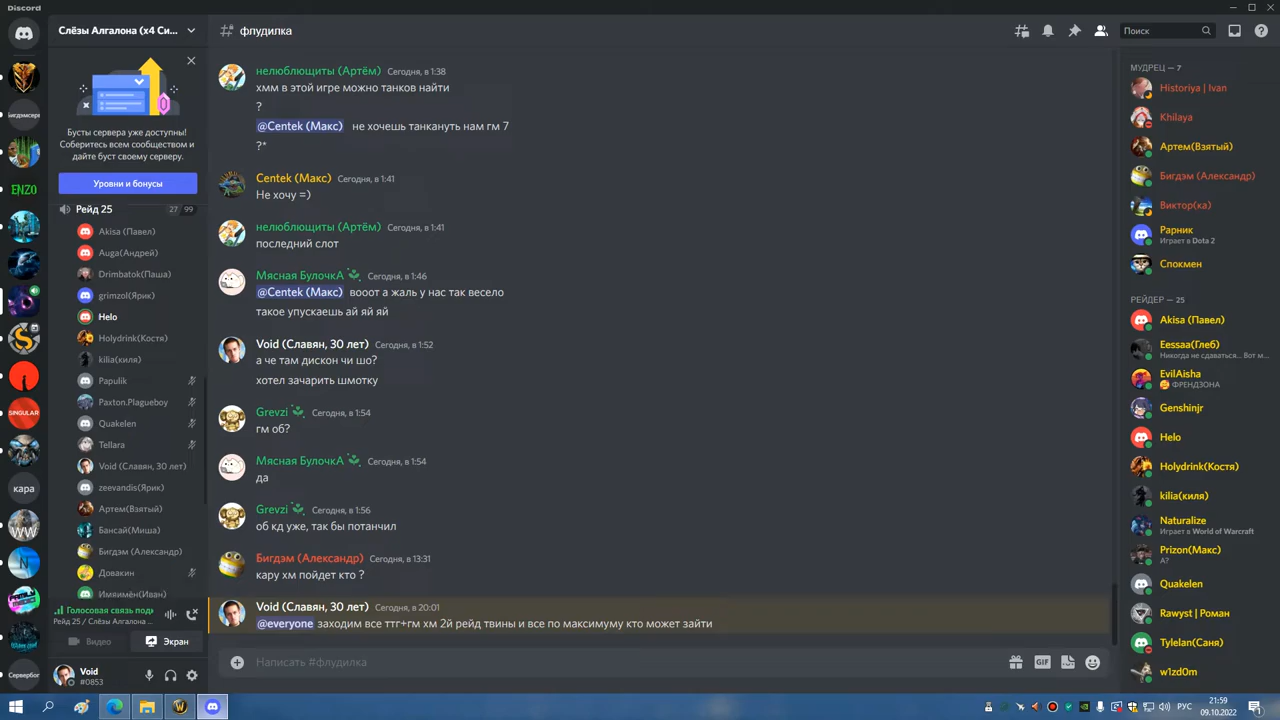 Discord
Слёзы Алгалона (x4 Си...
флудилка
Поиск
Бигдэмсерв
ENZO
SINGULAR
кара
WW
Сервербог
Бусты сервера уже доступны!
Соберитесь всем сообществом и
дайте буст своему серверу.
Уровни и бонусы
Рейд 25
27 99
Akisa (Павел)
Auga(Андрей)
Drimbatok(Паша)
grimzol(Ярик)
Helo
Holydrink(Костя)
kilia(киля)
Papulik
Paxton.Plagueboy
Quakelen
Tellara
Void (Славян, 30 лет)
zeevandis(Ярик)
Артем(Взятый)
Бансай(Миша)
Бигдэм (Александр)
Довакин
Имяимён(Иван)
Голосовая связь подк
Рейд 25 / Слёзы Алгалона ...
Видео
Экран
Void
#0853
нелюблющиты (Артём) Сегодня, в 1:38
хмм в этой игре можно танков найти
?
@Centek (Макс) не хочешь танкануть нам гм 7
?*
Centek (Макс) Сегодня, в 1:41
Не хочу =)
нелюблющиты (Артём) Сегодня, в 1:41
последний слот
Мясная БулочкА Сегодня, в 1:46
@Centek (Макс) вооот а жаль у нас так весело
такое упускаешь ай яй яй
Void (Славян, 30 лет) Сегодня, в 1:52
а че там дискон чи шо?
хотел зачарить шмотку
Grevzi Сегодня, в 1:54
гм об?
Мясная БулочкА Сегодня, в 1:54
да
Grevzi Сегодня, в 1:56
об кд уже, так бы потанчил
Бигдэм (Александр) Сегодня, в 13:31
кару хм пойдет кто ?
Void (Славян, 30 лет) Сегодня, в 20:01
@everyone заходим все ттг+гм хм 2й рейд твины и все по максимуму кто может зайти
Написать #флудилка
GIF
МУДРЕЦ — 7
Historiya | Ivan
Khilaya
Артем(Взятый)
Бигдэм (Александр)
Виктор(ка)
Рарник
Играет в Dota 2
Спокмен
РЕЙДЕР — 25
Akisa (Павел)
Eessaa(Глеб)
Никогда не сдаваться... Вот м...
EvilAisha
ФРЕНДЗОНА
Genshinjr
Helo
Holydrink(Костя)
kilia(киля)
Naturalize
Играет в World of Warcraft
Prizon(Макс)
А?
Quakelen
Rawyst | Роман
Tylelan(Саня)
w1zd0m
РУС
21:59
09.10.2022